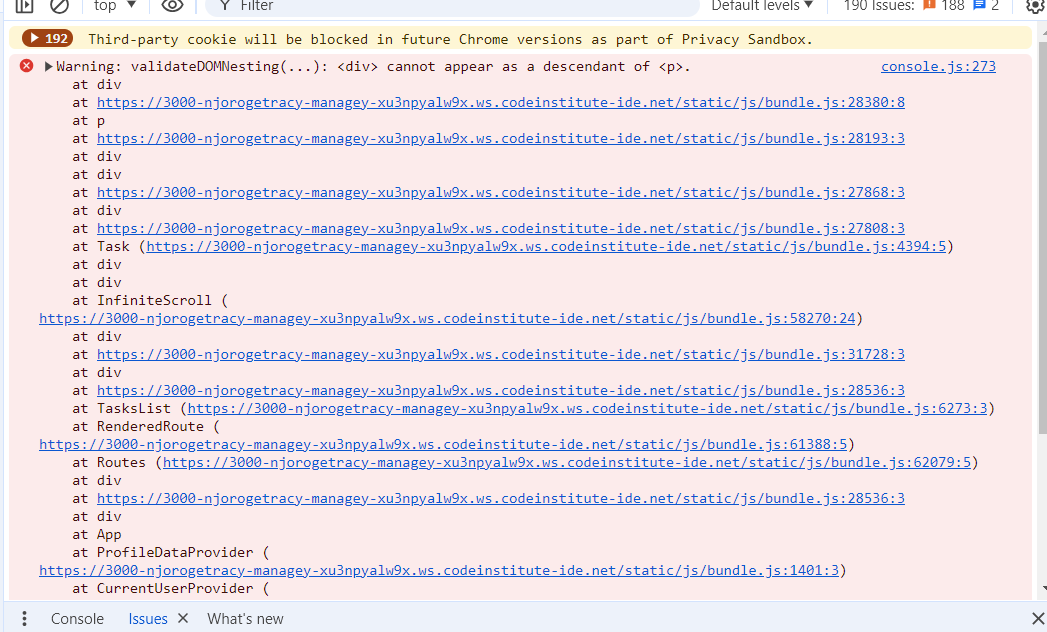 top Filter Default levels 190 Issues: 188 2
192 Third-party cookie will be blocked in future Chrome versions as part of Privacy Sandbox.
Warning: validateDOMNesting(...): <div> cannot appear as a descendant of <p>. console.js:273
at div
at https://3000-njorogetracy-managey-xu3npyalw9x.ws.codeinstitute-ide.net/static/js/bundle.js:28380:8
at p
at https://3000-njorogetracy-managey-xu3npyalw9x.ws.codeinstitute-ide.net/static/js/bundle.js:28193:3
at div
at div
at https://3000-njorogetracy-managey-xu3npyalw9x.ws.codeinstitute-ide.net/static/js/bundle.js:27868:3
at div
at https://3000-njorogetracy-managey-xu3npyalw9x.ws.codeinstitute-ide.net/static/js/bundle.js:27808:3
at Task (https://3000-njorogetracy-managey-xu3npyalw9x.ws.codeinstitute-ide.net/static/js/bundle.js:4394:5)
at div
at div
at InfiniteScroll (
https://3000-njorogetracy-managey-xu3npyalw9x.ws.codeinstitute-ide.net/static/js/bundle.js:58270:24)
at div
at https://3000-njorogetracy-managey-xu3npyalw9x.ws.codeinstitute-ide.net/static/js/bundle.js:31728:3
at div
at https://3000-njorogetracy-managey-xu3npyalw9x.ws.codeinstitute-ide.net/static/js/bundle.js:28536:3
at TasksList (https://3000-njorogetracy-managey-xu3npyalw9x.ws.codeinstitute-ide.net/static/js/bundle.js:6273:3)
at RenderedRoute (
https://3000-njorogetracy-managey-xu3npyalw9x.ws.codeinstitute-ide.net/static/js/bundle.js:61388:5)
at Routes (https://3000-njorogetracy-managey-xu3npyalw9x.ws.codeinstitute-ide.net/static/js/bundle.js:62079:5)
at div
at https://3000-njorogetracy-managey-xu3npyalw9x.ws.codeinstitute-ide.net/static/js/bundle.js:28536:3
at div
at App
at ProfileDataProvider (
https://3000-njorogetracy-managey-xu3npyalw9x.ws.codeinstitute-ide.net/static/js/bundle.js:1401:3)
at CurrentUserProvider (
Console Issues What's new